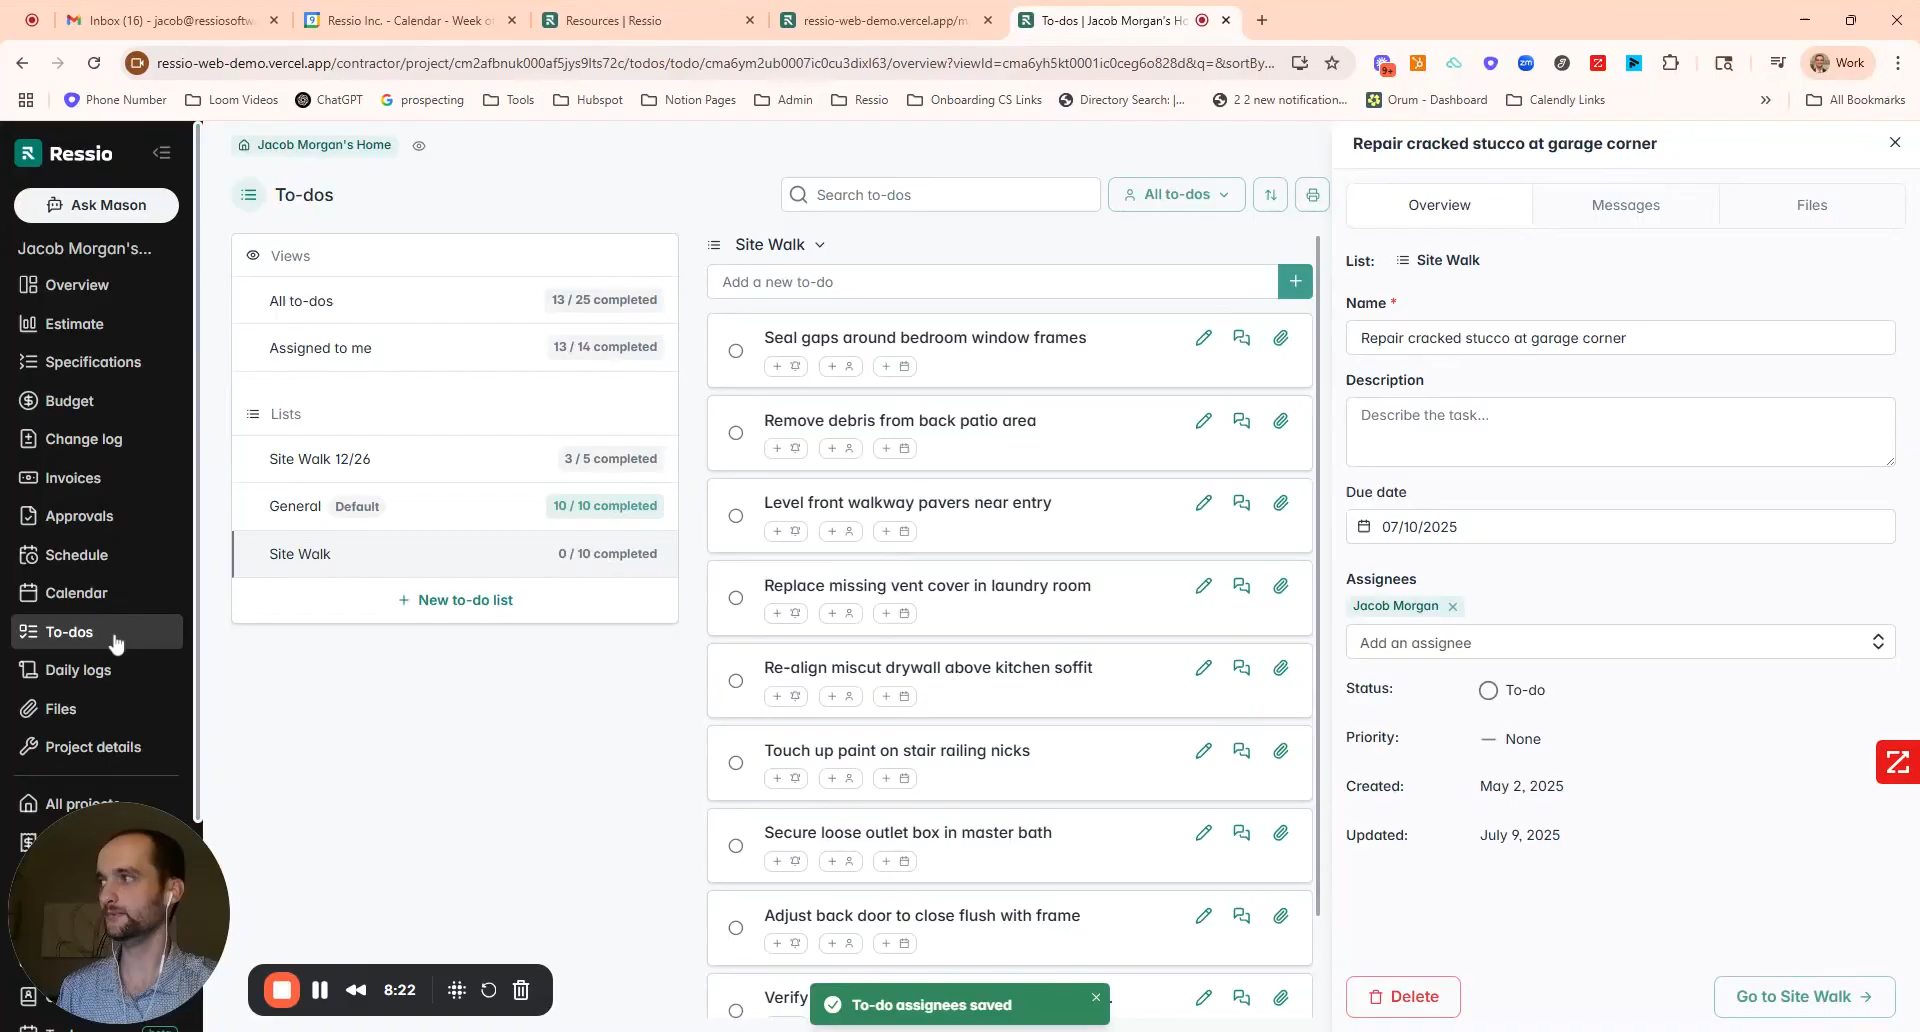 Inbox (16) - jacob@ressiosoftw
Ressio Inc. - Calendar - Week o
Resources | Ressio
ressio-web-demo.vercel.app/m
To-dos | Jacob Morgan's Ho
ressio-web-demo.vercel.app/contractor/project/cm2afbnuk000af5jys9lts72c/todos/todo/cma6ym2ub0007ic0cu3dixl63/overview?viewId=cma6yh5kt0001ic0ceg6o828d&q=&sortBy...
9+
Work
Phone Number
Loom Videos
ChatGPT
prospecting
Tools
Hubspot
Notion Pages
Admin
Ressio
Onboarding CS Links
Directory Search: |...
2 2 new notification...
Orum - Dashboard
Calendly Links
All Bookmarks
Ressio
Ask Mason
Jacob Morgan's...
Overview
Estimate
Specifications
Budget
Change log
Invoices
Approvals
Schedule
Calendar
To-dos
Daily logs
Files
Project details
All projects
Jacob Morgan's Home
To-dos
Search to-dos
All to-dos
Views
All to-dos 13 / 25 completed
Assigned to me 13 / 14 completed
Lists
Site Walk 12/26 3 / 5 completed
General Default 10 / 10 completed
Site Walk 0 / 10 completed
+ New to-do list
Site Walk
Add a new to-do
Seal gaps around bedroom window frames
Remove debris from back patio area
Level front walkway pavers near entry
Replace missing vent cover in laundry room
Re-align miscut drywall above kitchen soffit
Touch up paint on stair railing nicks
Secure loose outlet box in master bath
Adjust back door to close flush with frame
Verify
To-do assignees saved
8:22
Repair cracked stucco at garage corner
Overview
Messages
Files
List: Site Walk
Name *
Repair cracked stucco at garage corner
Description
Describe the task...
Due date
07/10/2025
Assignees
Jacob Morgan
Add an assignee
Status: To-do
Priority: None
Created: May 2, 2025
Updated: July 9, 2025
Delete
Go to Site Walk